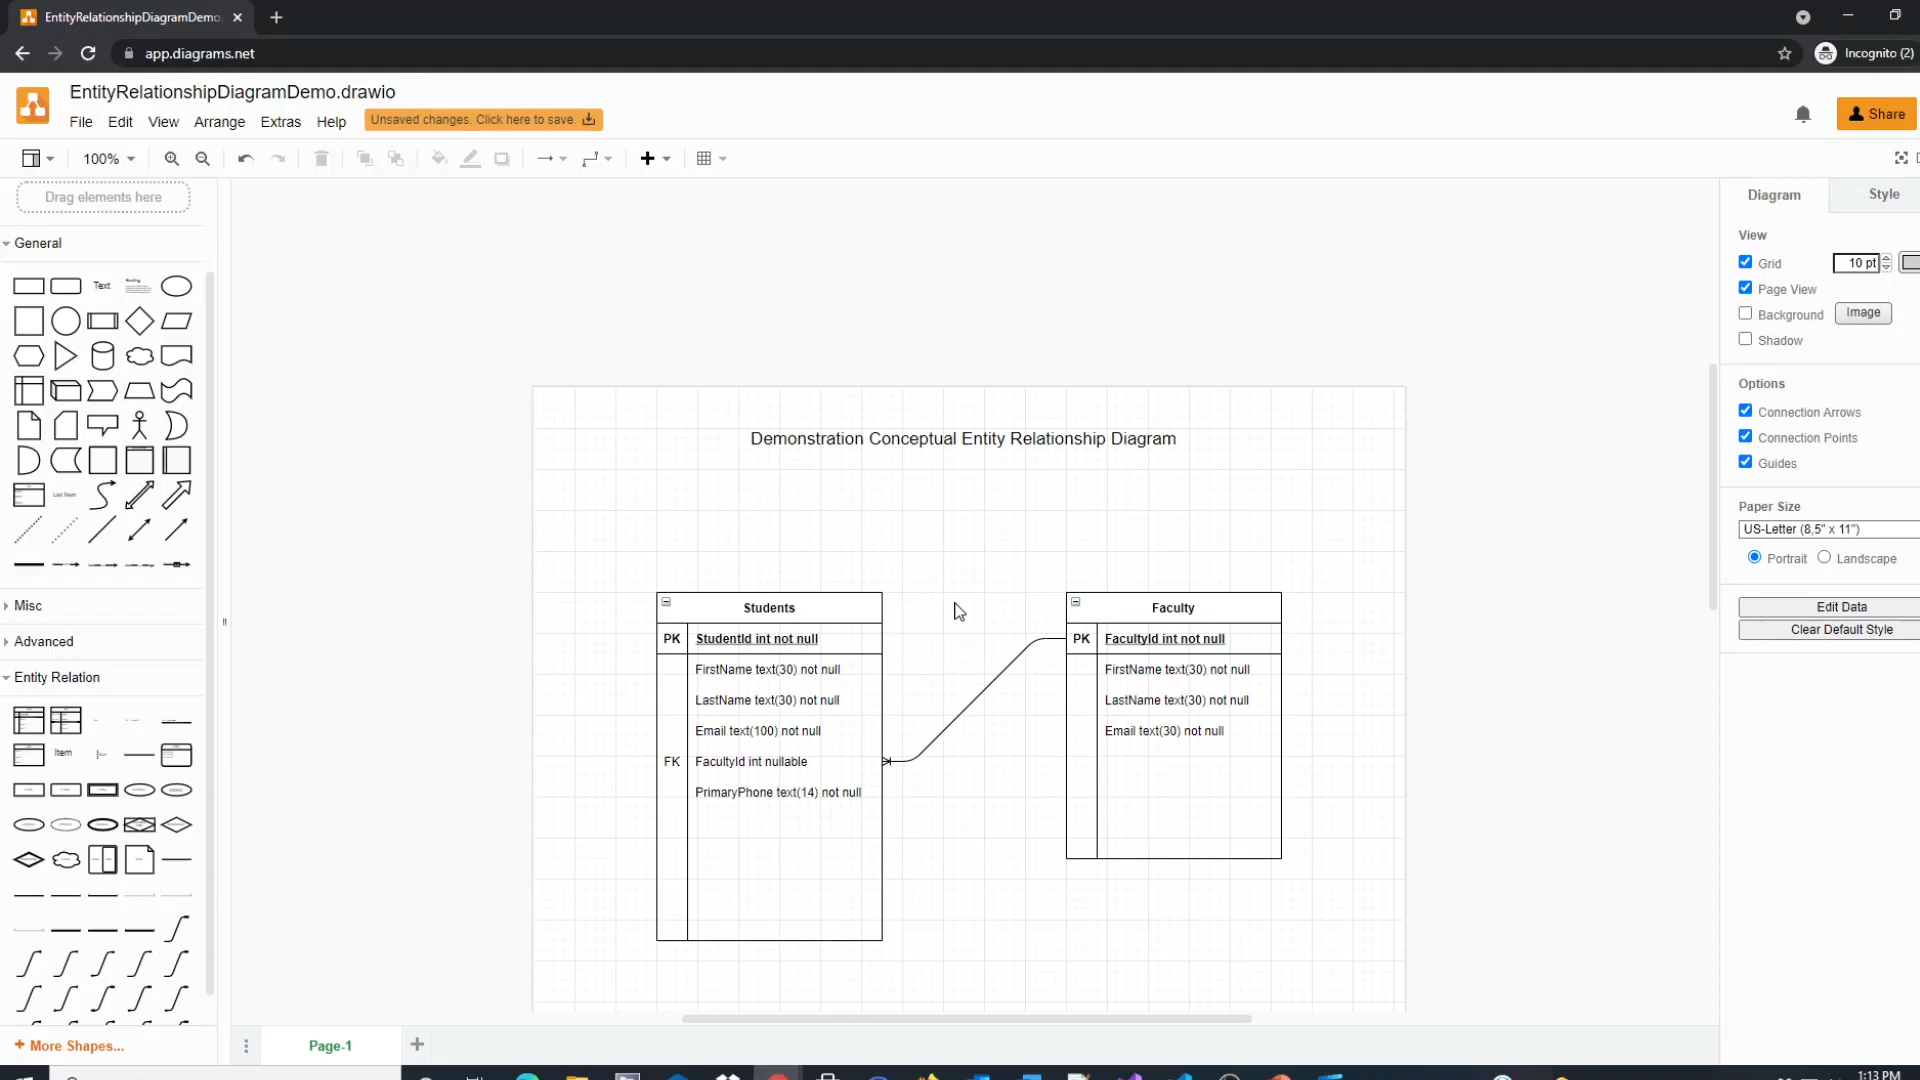 EntityRelationshipDiagramDemo
app.diagrams.net
Incognito (2)
EntityRelationshipDiagramDemo.drawio
File Edit View Arrange Extras Help
Unsaved changes. Click here to save.
Share
100%
Drag elements here
General
Text
Misc
Advanced
Entity Relation
Item
More Shapes...
Demonstration Conceptual Entity Relationship Diagram
Students
PK StudentId int not null
FirstName text(30) not null
LastName text(30) not null
Email text(100) not null
FK FacultyId int nullable
PrimaryPhone text(14) not null
Faculty
PK FacultyId int not null
FirstName text(30) not null
LastName text(30) not null
Email text(30) not null
Page-1
Diagram Style
View
Grid 10 pt
Page View
Background Image
Shadow
Options
Connection Arrows
Connection Points
Guides
Paper Size
US-Letter (8,5" x 11")
Portrait Landscape
Edit Data
Clear Default Style
1:13 PM